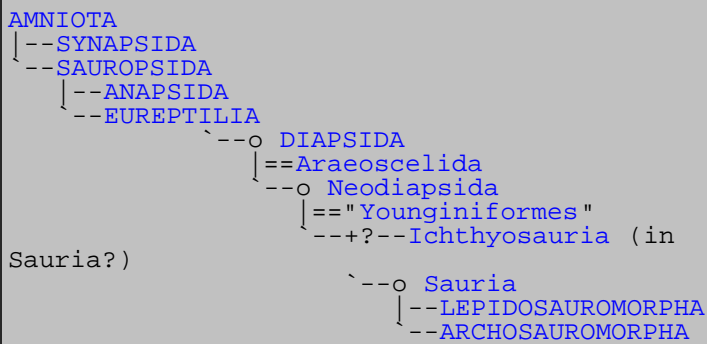 AMNIOTA
|--SYNAPSIDA
`--SAUROPSIDA
|--ANAPSIDA
`--EUREPTILIA
`--o DIAPSIDA
|==Araeoscelida
`--o Neodiapsida
|=="Younginiformes"
`--+?--Ichthyosauria (in
Sauria?)
`--o Sauria
|--LEPIDOSAUROMORPHA
`--ARCHOSAUROMORPHA